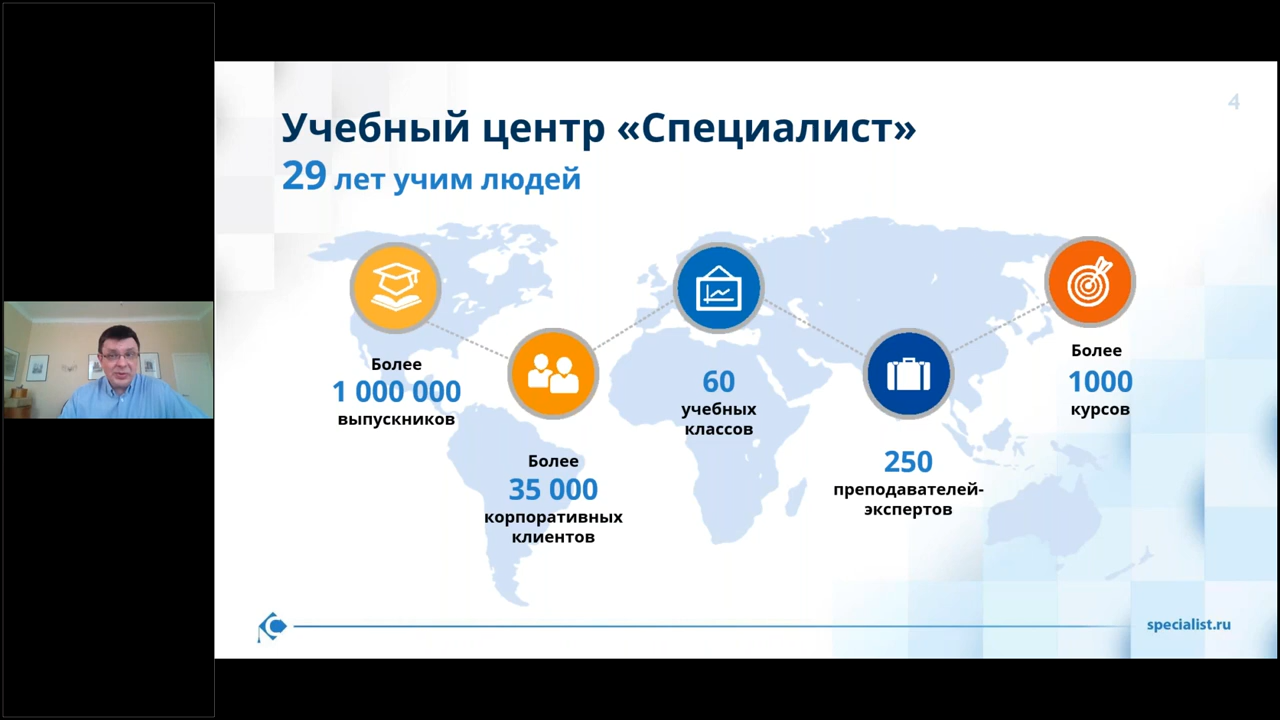 4
Учебный центр «Специалист»
29 лет учим людей
Более
1 000 000
выпускников
Более
35 000
корпоративных
клиентов
60
учебных
классов
250
преподавателей-
экспертов
Более
1000
курсов
specialist.ru